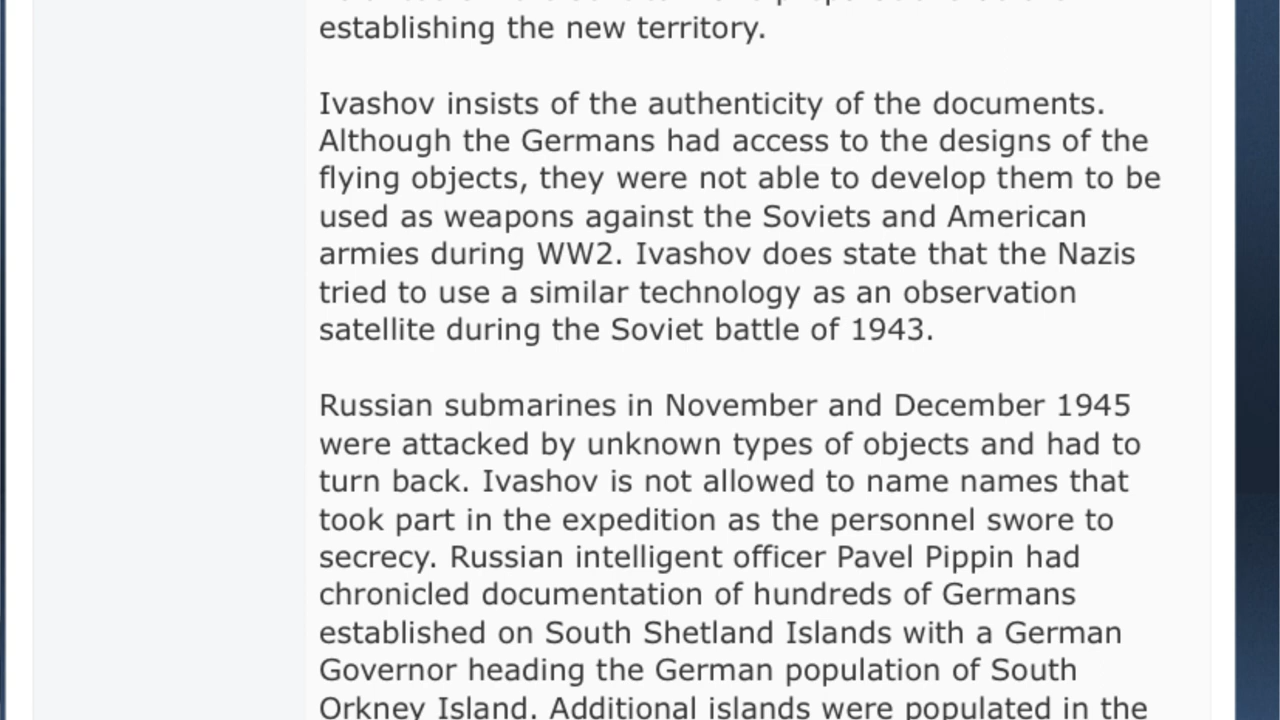 establishing the new territory.
Ivashov insists of the authenticity of the documents.
Although the Germans had access to the designs of the
flying objects, they were not able to develop them to be
used as weapons against the Soviets and American
armies during WW2. Ivashov does state that the Nazis
tried to use a similar technology as an observation
satellite during the Soviet battle of 1943.
Russian submarines in November and December 1945
were attacked by unknown types of objects and had to
turn back. Ivashov is not allowed to name names that
took part in the expedition as the personnel swore to
secrecy. Russian intelligent officer Pavel Pippin had
chronicled documentation of hundreds of Germans
established on South Shetland Islands with a German
Governor heading the German population of South
Orkney Island. Additional islands were populated in the